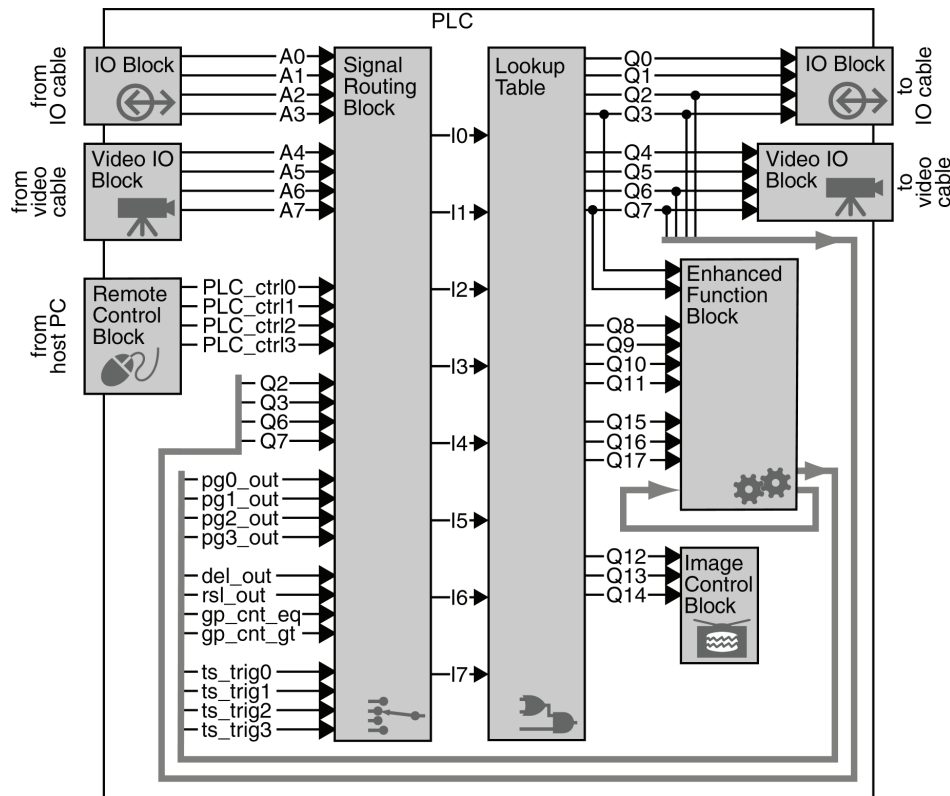 PLC
from
IO cable
IO Block
A0
A1
A2
A3
from
video
cable
Video IO
Block
A4
A5
A6
A7
from
host PC
Remote
Control
Block
PLC_ctrl0
PLC_ctrl1
PLC_ctrl2
PLC_ctrl3
Q2
Q3
Q6
Q7
pg0_out
pg1_out
pg2_out
pg3_out
del_out
rsl_out
gp_cnt_eq
gp_cnt_gt
ts_trig0
ts_trig1
ts_trig2
ts_trig3
Signal
Routing
Block
I0
I1
I2
I3
I4
I5
I6
I7
Lookup
Table
Q0
Q1
Q2
Q3
Q4
Q5
Q6
Q7
Q8
Q9
Q10
Q11
Q15
Q16
Q17
Q12
Q13
Q14
IO Block
to
IO cable
Video IO
Block
to
video
cable
Enhanced
Function
Block
Image
Control
Block